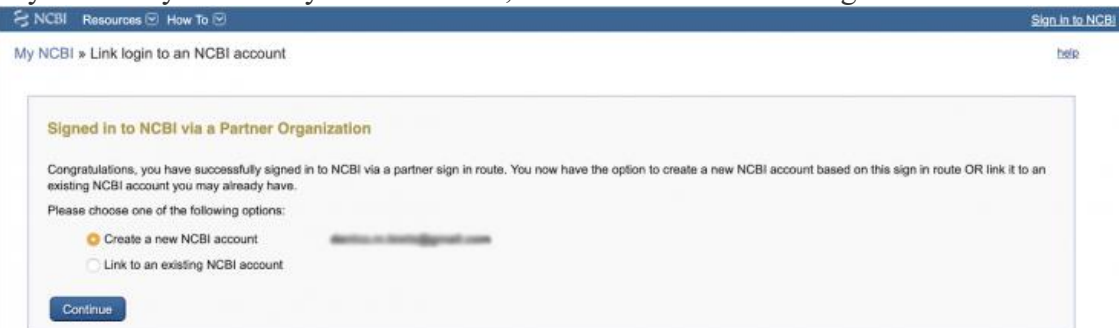 NCBI Resources How To Sign in to NCBI
My NCBI » Link login to an NCBI account help
Signed in to NCBI via a Partner Organization
Congratulations, you have successfully signed in to NCBI via a partner sign in route. You now have the option to create a new NCBI account based on this sign in route OR link it to an
existing NCBI account you may already have.
Please choose one of the following options:
Create a new NCBI account
Link to an existing NCBI account
Continue